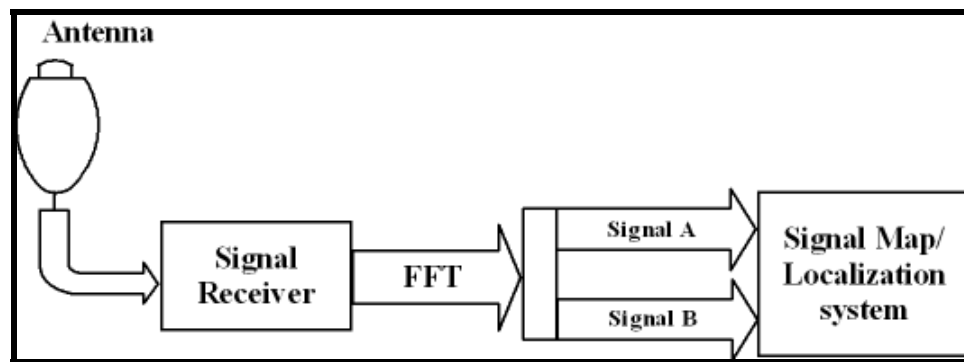 Antenna
Signal
Receiver
FFT
Signal A
Signal B
Signal Map/
Localization
system